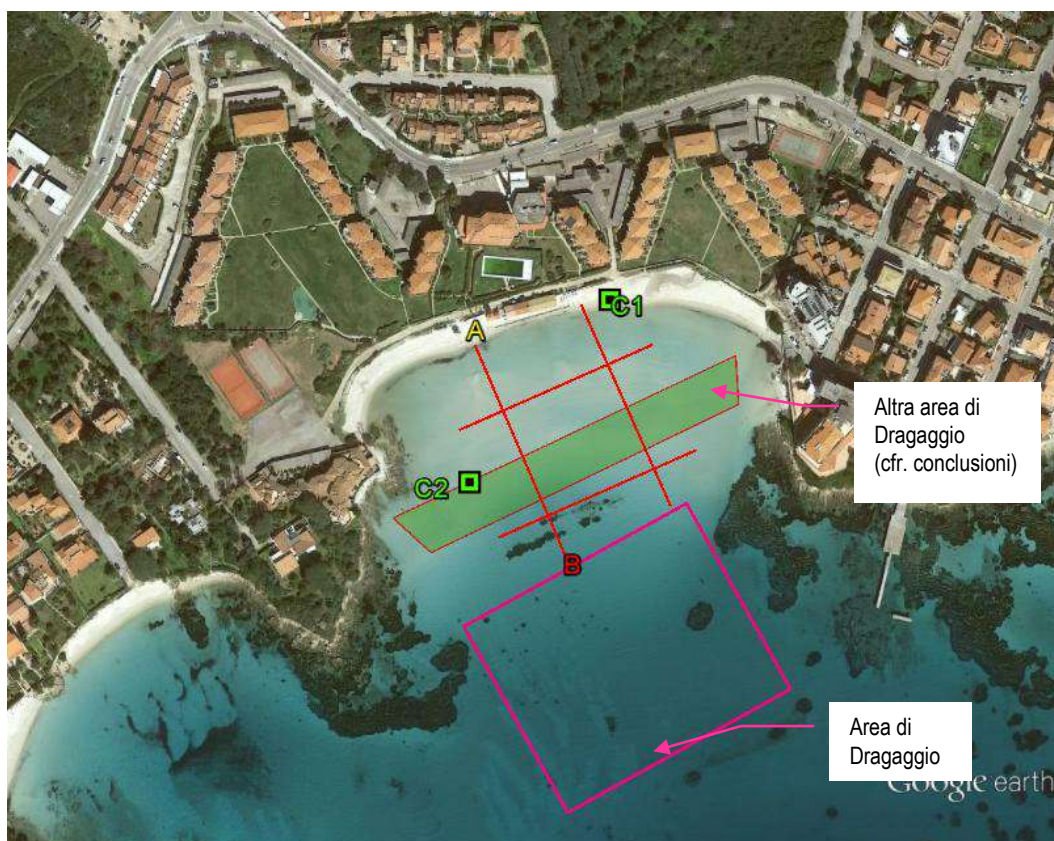 C1
A
Altra area di
Dragaggio
(cfr. conclusioni)
C2
B
Area di
Dragaggio
Google earth